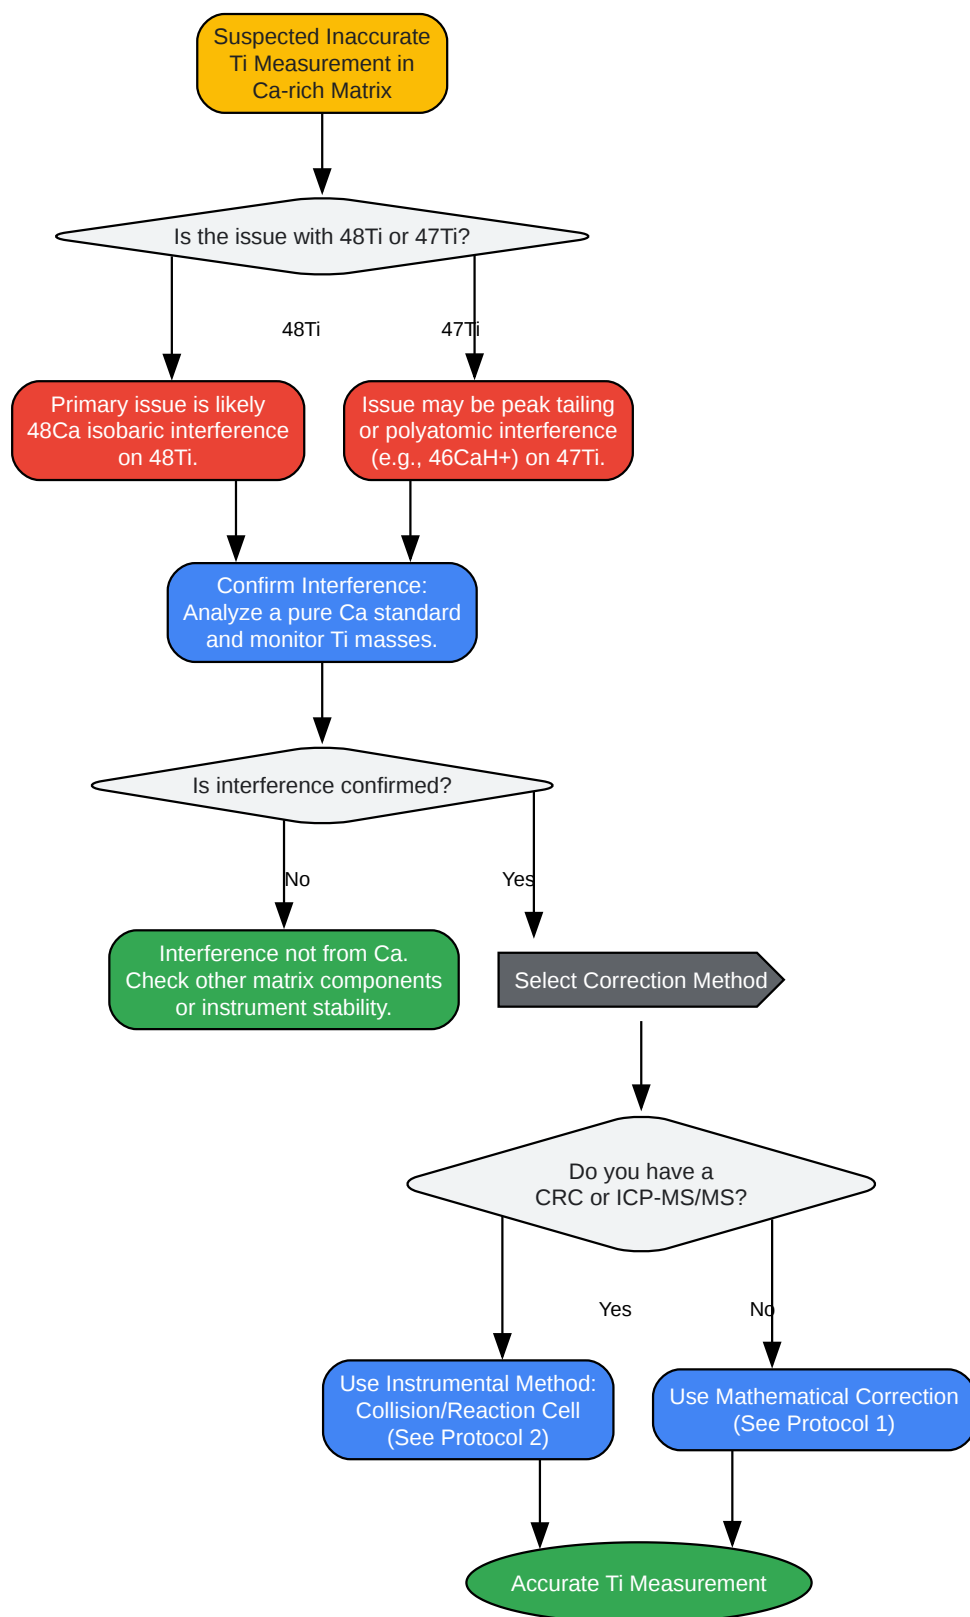 Suspected Inaccurate
Ti Measurement in
Ca-rich Matrix
Is the issue with 48Ti or 47Ti?
48Ti
47Ti
Primary issue is likely
48Ca isobaric interference
on 48Ti.
Issue may be peak tailing
or polyatomic interference
(e.g., 46CaH+) on 47Ti.
Confirm Interference:
Analyze a pure Ca standard
and monitor Ti masses.
Is interference confirmed?
No
Yes
Interference not from Ca.
Check other matrix components
or instrument stability.
Select Correction Method
Do you have a
CRC or ICP-MS/MS?
Yes
No
Use Instrumental Method:
Collision/Reaction Cell
(See Protocol 2)
Use Mathematical Correction
(See Protocol 1)
Accurate Ti Measurement